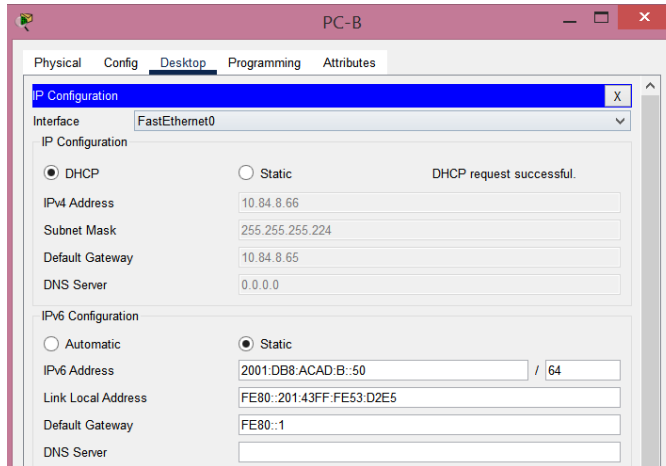 PC-B
Physical Config Desktop Programming Attributes
IP Configuration X
Interface FastEthernet0
IP Configuration
DHCP Static DHCP request successful.
IPv4 Address 10.84.8.66
Subnet Mask 255.255.255.224
Default Gateway 10.84.8.65
DNS Server 0.0.0.0
IPv6 Configuration
Automatic Static
IPv6 Address 2001:DB8:ACAD:B::50 / 64
Link Local Address FE80::201:43FF:FE53:D2E5
Default Gateway FE80::1
DNS Server